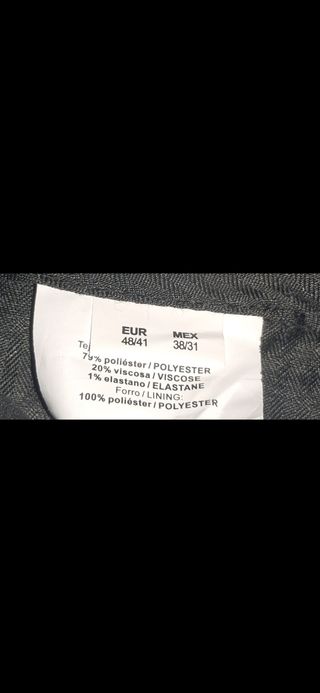 EUR MEX
48/41 38/31
79% poliéster / POLYESTER
20% viscosa / VISCOSE
1% elastano / ELASTANE
Forro / LINING:
100% poliéster / POLYESTER